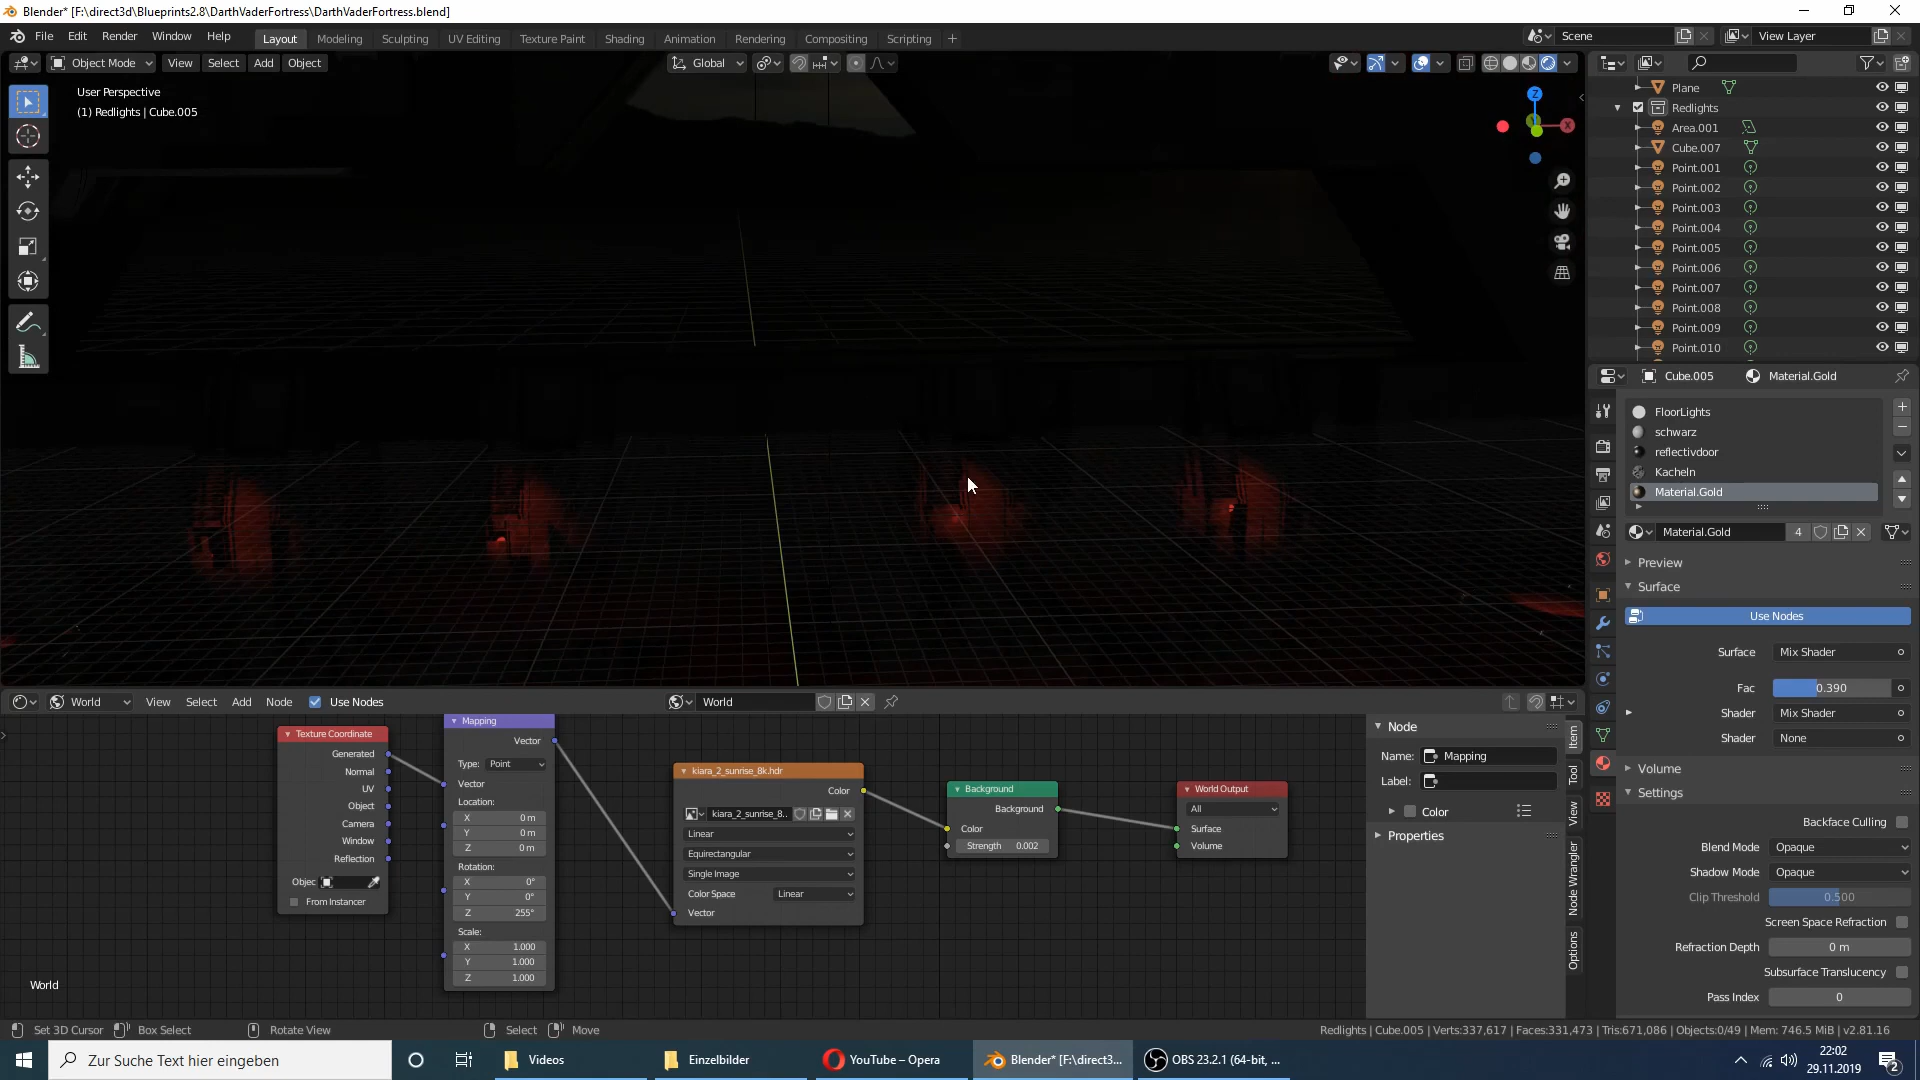 Blender* [F:\direct3d\Blueprints2.8\DarthVaderFortress\DarthVaderFortress.blend]
File Edit Render Window Help
Layout Modeling Sculpting UV Editing Texture Paint Shading Animation Rendering Compositing Scripting +
Scene
View Layer
Object Mode View Select Add Object
Global
User Perspective
(1) Redlights | Cube.005
Z
X
Plane
Redlights
Area.001
Cube.007
Point.001
Point.002
Point.003
Point.004
Point.005
Point.006
Point.007
Point.008
Point.009
Point.010
Cube.005 Material.Gold
FloorLights
schwarz
reflectivdoor
Kacheln
Material.Gold
Material.Gold 4
Preview
Surface
Use Nodes
Surface Mix Shader
Fac 0.390
Shader Mix Shader
Shader None
Volume
Settings
Backface Culling
Blend Mode Opaque
Shadow Mode Opaque
Clip Threshold 0.500
Screen Space Refraction
Refraction Depth 0 m
Subsurface Translucency
Pass Index 0
World View Select Add Node Use Nodes
World
Texture Coordinate
Generated
Normal
UV
Object
Camera
Window
Reflection
Objec
From Instancer
Mapping
Vector
Type: Point
Vector
Location:
X 0 m
Y 0 m
Z 0 m
Rotation:
X 0°
Y 0°
Z 255°
Scale:
X 1.000
Y 1.000
Z 1.000
kiara_2_sunrise_8k.hdr
Color
kiara_2_sunrise_8..
Linear
Equirectangular
Single Image
Color Space Linear
Vector
Background
Background
Color
Strength 0.002
World Output
All
Surface
Volume
Node
Name: Mapping
Label:
Color
Properties
Item
Tool
View
Node Wrangler
Options
World
Set 3D Cursor Box Select Rotate View Select Move
Redlights | Cube.005 | Verts:337,617 | Faces:331,473 | Tris:671,086 | Objects:0/49 | Mem: 746.5 MiB | v2.81.16
Zur Suche Text hier eingeben
Videos
Einzelbilder
YouTube – Opera
Blender* [F:\direct3...
OBS 23.2.1 (64-bit, ...
22:02
29.11.2019
2